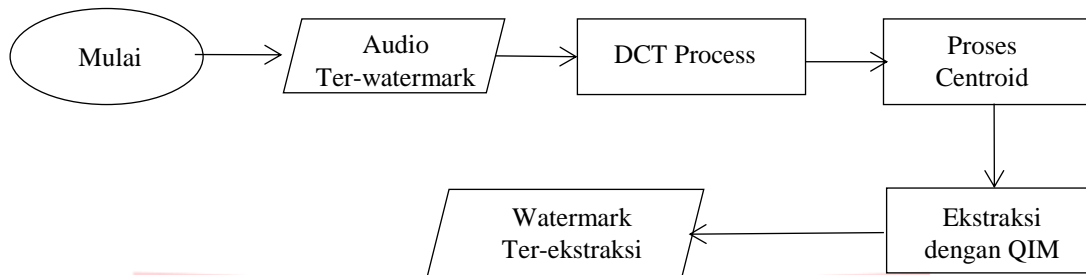 Mulai
Audio
Ter-watermark
DCT Process
Proses
Centroid
Ekstraksi
dengan QIM
Watermark
Ter-ekstraksi